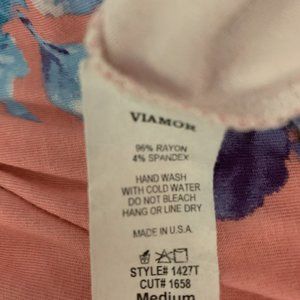 VIAMOR
96% RAYON
4% SPANDEX
HAND WASH
WITH COLD WATER
DO NOT BLEACH
HANG OR LINE DRY
MADE IN U.S.A.
STYLE# 1427T
CUT# 1658
Medium